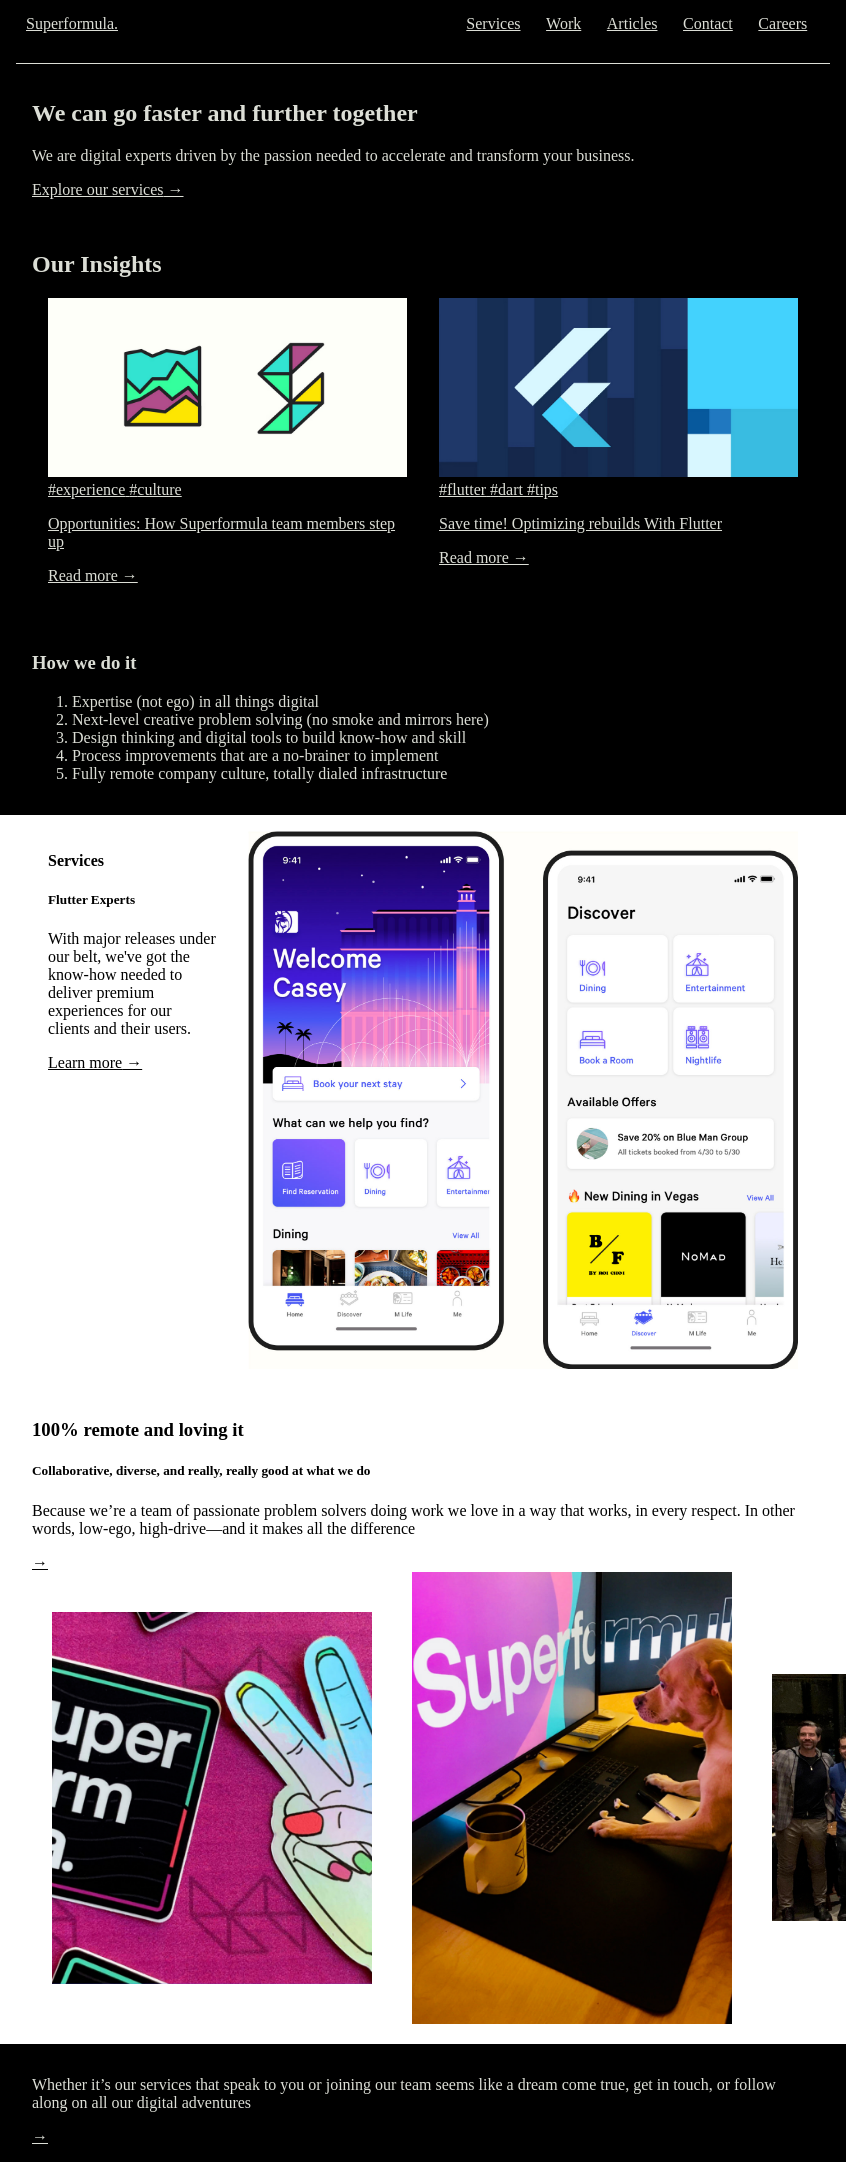 Superformula.
Services Work Articles Contact Careers
We can go faster and further together
We are digital experts driven by the passion needed to accelerate and transform your business.
Explore our services →
Our Insights
#experience #culture
Opportunities: How Superformula team members step
up
Read more →
#flutter #dart #tips
Save time! Optimizing rebuilds With Flutter
Read more →
How we do it
1. Expertise (not ego) in all things digital
2. Next-level creative problem solving (no smoke and mirrors here)
3. Design thinking and digital tools to build know-how and skill
4. Process improvements that are a no-brainer to implement
5. Fully remote company culture, totally dialed infrastructure
Services
Flutter Experts
With major releases under
our belt, we've got the
know-how needed to
deliver premium
experiences for our
clients and their users.
Learn more →
9:41
Welcome
Casey
Book your next stay
What can we help you find?
Find Reservation
Dining
Entertainmen
Dining
View All
Home
Discover
M Life
Me
9:41
Discover
Dining
Entertainment
Book a Room
Nightlife
Available Offers
Save 20% on Blue Man Group
All tickets booked from 4/30 to 5/30
🔥 New Dining in Vegas
View All
B/F
BY ROI CHOI
NOMAD
Home
Discover
M Life
Me
100% remote and loving it
Collaborative, diverse, and really, really good at what we do
Because we’re a team of passionate problem solvers doing work we love in a way that works, in every respect. In other
words, low-ego, high-drive—and it makes all the difference
→
uper
rm
a.
Superfo
rmul
Whether it’s our services that speak to you or joining our team seems like a dream come true, get in touch, or follow
along on all our digital adventures
→